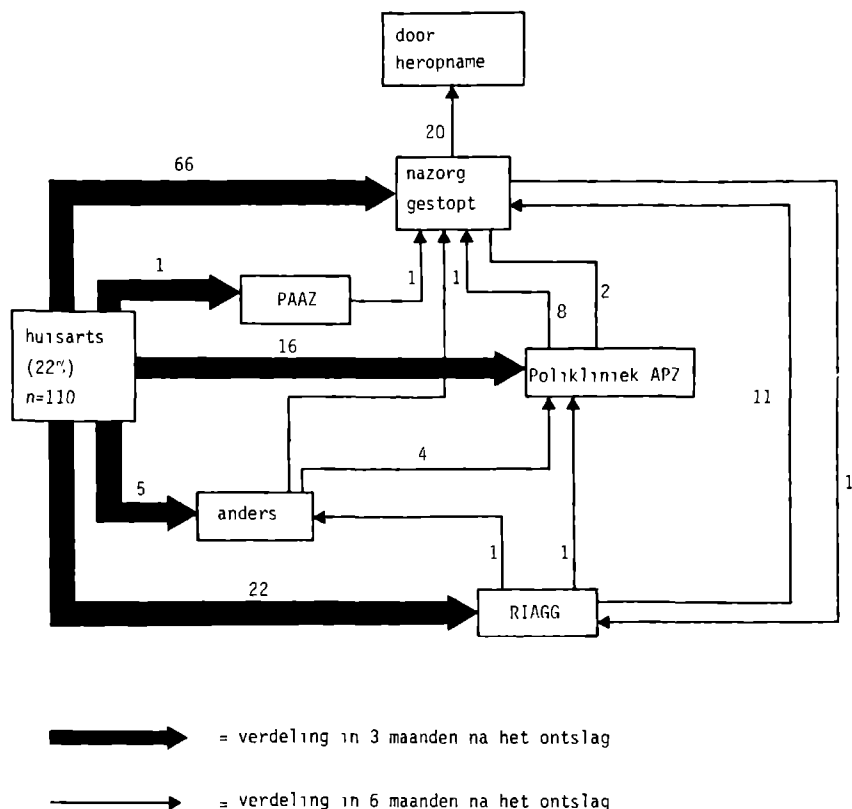 door
heropname
20
66
nazorg
gestopt
1
PAAZ
1
1
8
2
huisarts
(22%)
n=110
16
Polikliniek APZ
11
4
5
anders
1
1
1
22
RIAGG
= verdeling in 3 maanden na het ontslag
= verdeling in 6 maanden na het ontslag